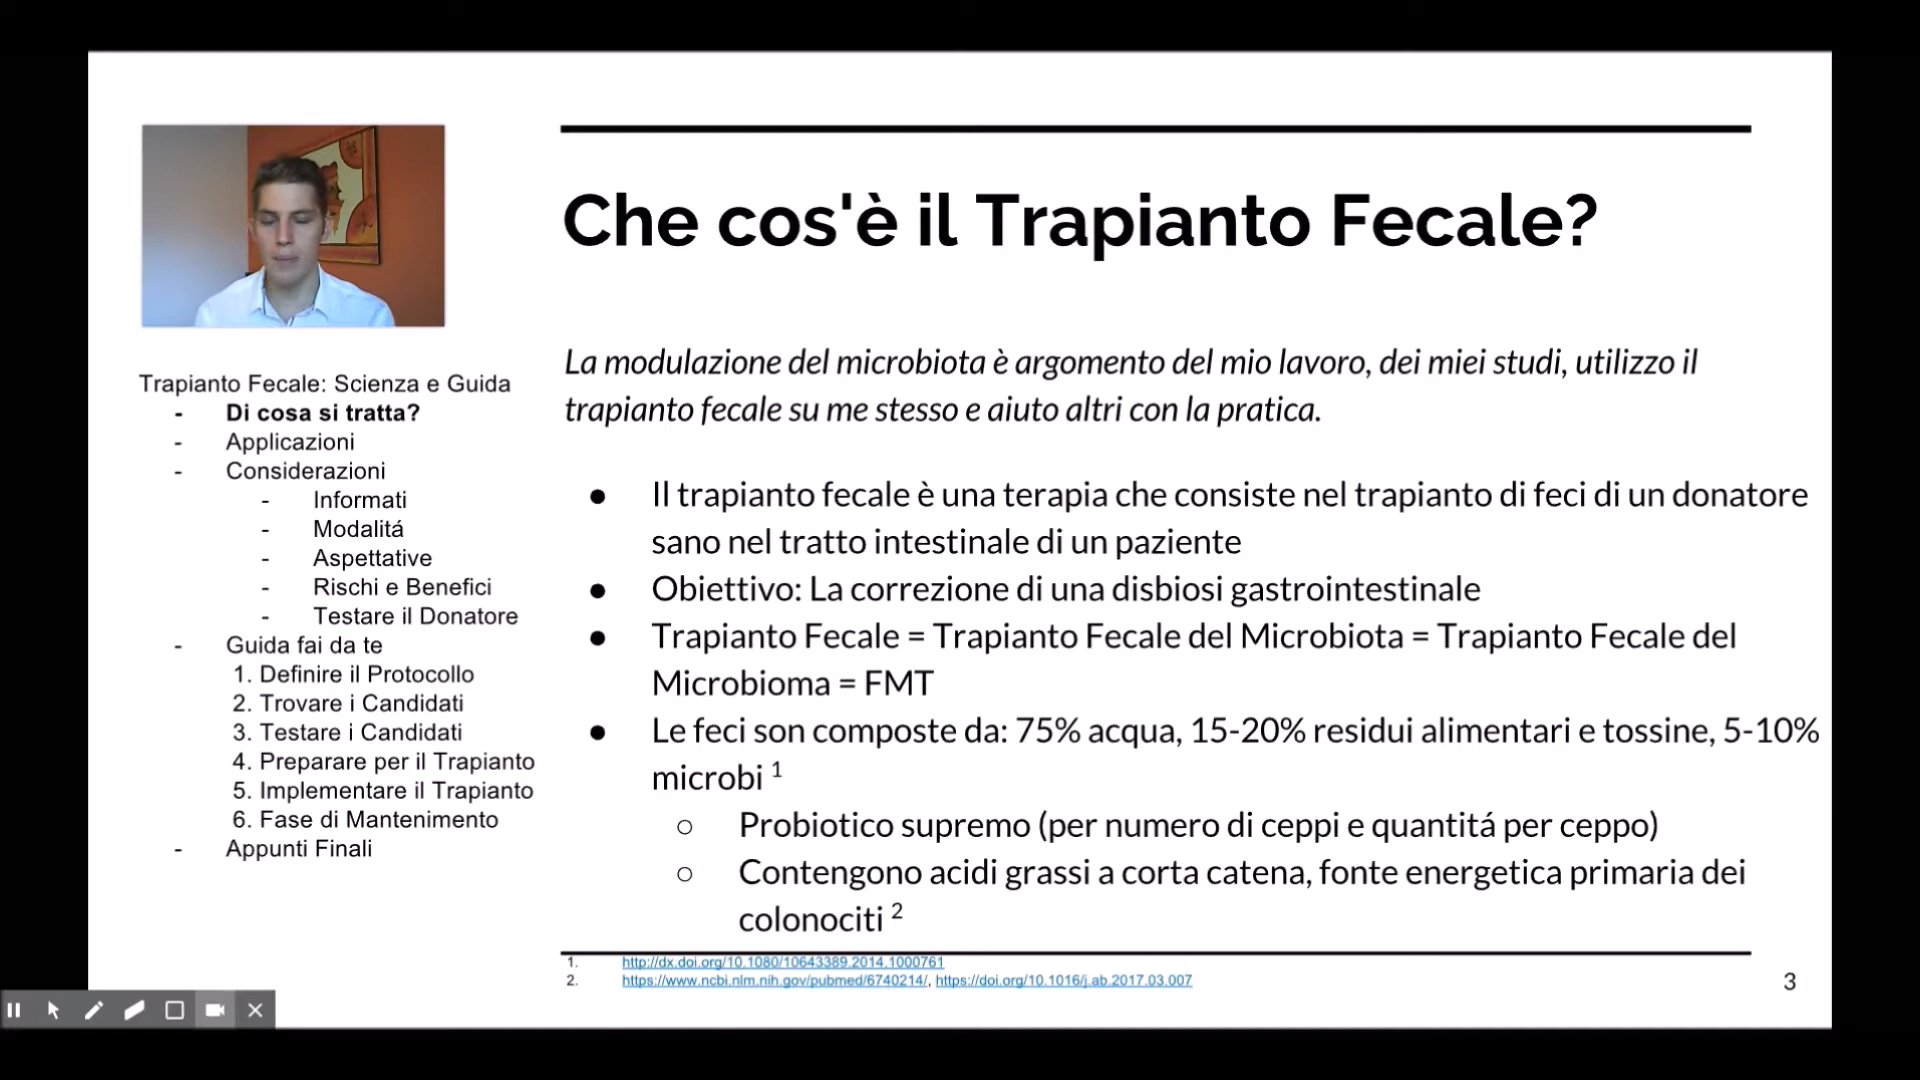 Che cos'è il Trapianto Fecale?
Trapianto Fecale: Scienza e Guida
- Di cosa si tratta?
- Applicazioni
- Considerazioni
- Informati
- Modalitá
- Aspettative
- Rischi e Benefici
- Testare il Donatore
- Guida fai da te
1. Definire il Protocollo
2. Trovare i Candidati
3. Testare i Candidati
4. Preparare per il Trapianto
5. Implementare il Trapianto
6. Fase di Mantenimento
- Appunti Finali
La modulazione del microbiota è argomento del mio lavoro, dei miei studi, utilizzo il
trapianto fecale su me stesso e aiuto altri con la pratica.
● Il trapianto fecale è una terapia che consiste nel trapianto di feci di un donatore
sano nel tratto intestinale di un paziente
● Obiettivo: La correzione di una disbiosi gastrointestinale
● Trapianto Fecale = Trapianto Fecale del Microbiota = Trapianto Fecale del
Microbioma = FMT
● Le feci son composte da: 75% acqua, 15-20% residui alimentari e tossine, 5-10%
microbi 1
○ Probiotico supremo (per numero di ceppi e quantitá per ceppo)
○ Contengono acidi grassi a corta catena, fonte energetica primaria dei
colonociti 2
1. http://dx.doi.org/10.1080/10643389.2014.1000761
2. https://www.ncbi.nlm.nih.gov/pubmed/6740214/, https://doi.org/10.1016/j.ab.2017.03.007
3